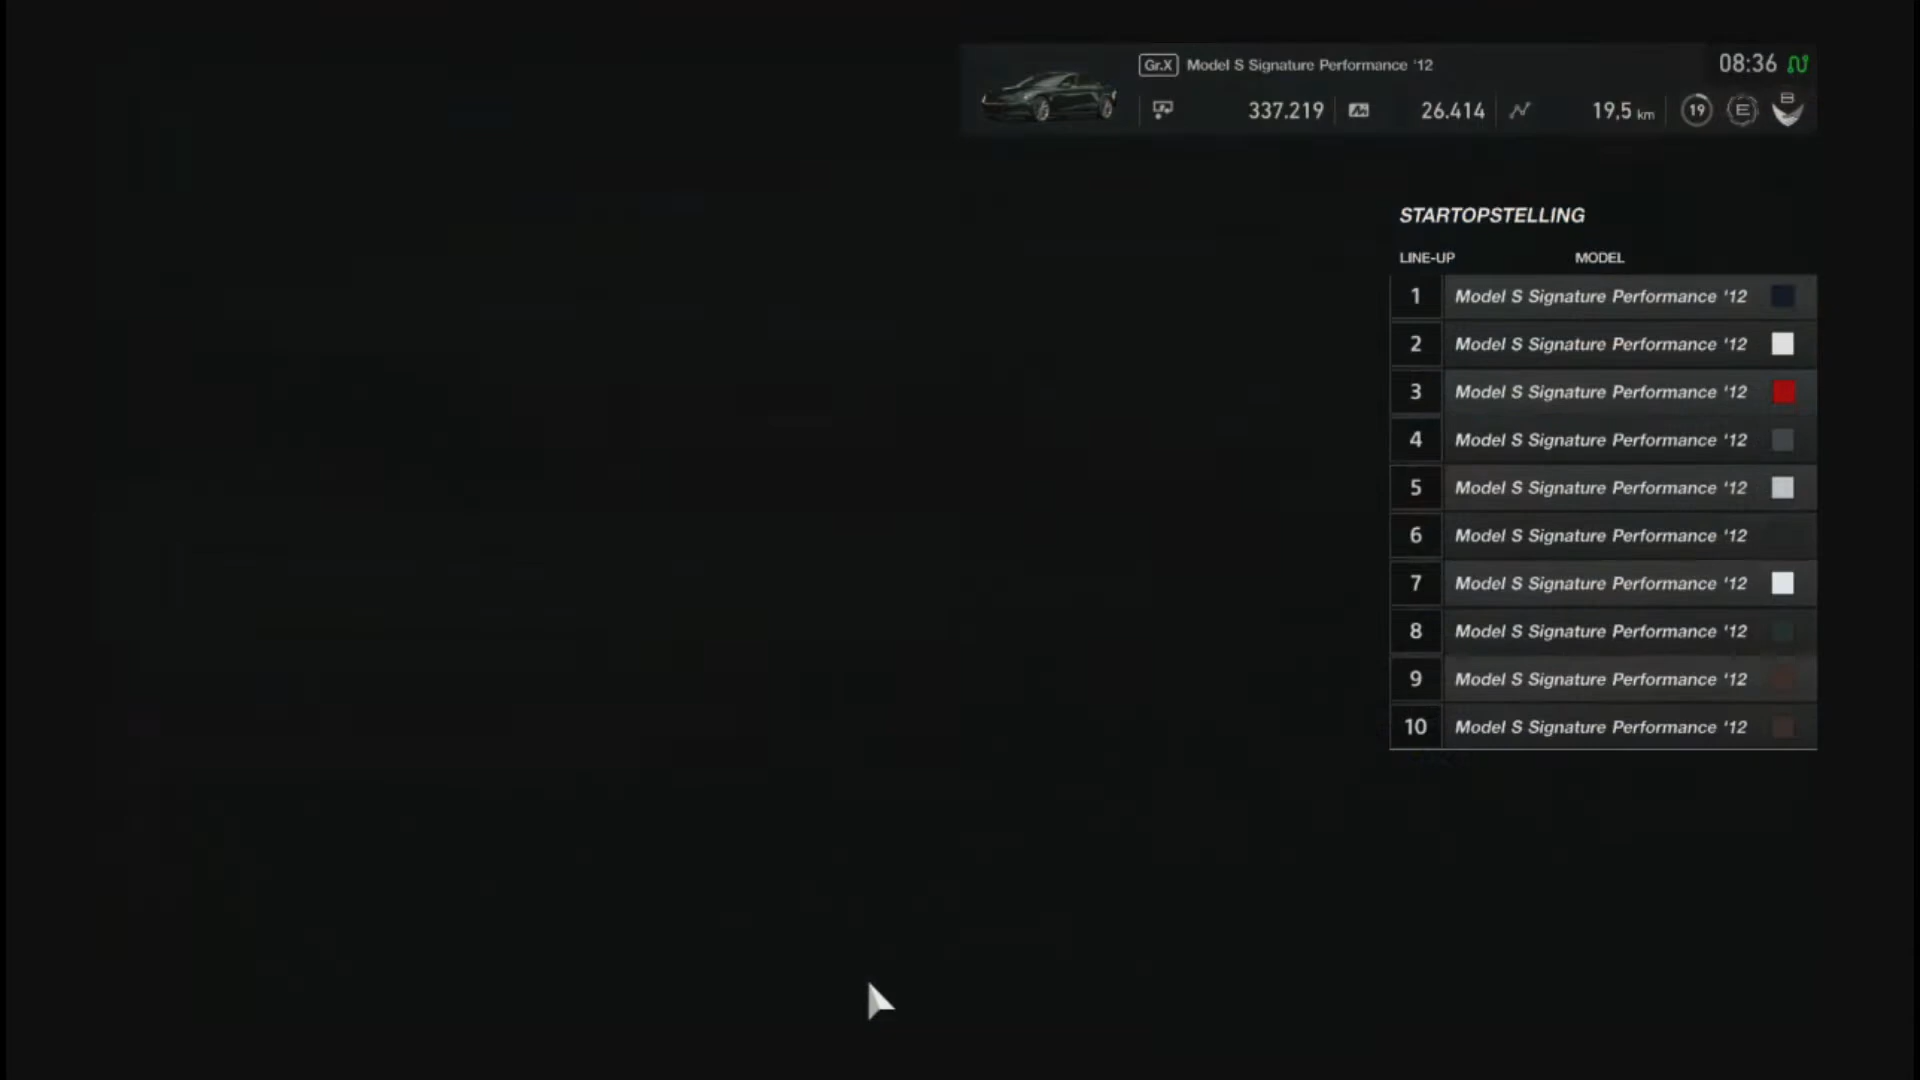 Gr.X Model S Signature Performance '12 08:36
337.219 26.414 19,5 km 19 E B
STARTOPSTELLING
LINE-UP MODEL
1 Model S Signature Performance '12
2 Model S Signature Performance '12
3 Model S Signature Performance '12
4 Model S Signature Performance '12
5 Model S Signature Performance '12
6 Model S Signature Performance '12
7 Model S Signature Performance '12
8 Model S Signature Performance '12
9 Model S Signature Performance '12
10 Model S Signature Performance '12